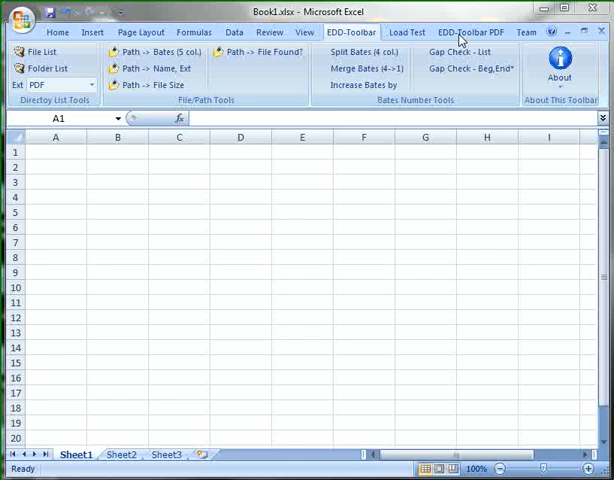 Book1.xlsx - Microsoft Excel
Home Insert Page Layout Formulas Data Review View EDD-Toolbar Load Test EDD-Toolbar PDF Team
File List Path -> Bates (5 col.) Path -> File Found? Split Bates (4 col.) Gap Check - List
Folder List Path -> Name, Ext Merge Bates (4->1) Gap Check - Beg,End*
Ext PDF Path -> File Size Increase Bates by About
Directoy List Tools File/Path Tools Bates Number Tools About This Toolbar
A1 fx
A B C D E F G H I
1
2
3
4
5
6
7
8
9
10
11
12
13
14
15
16
17
18
19
20
Sheet1 Sheet2 Sheet3
Ready 100%